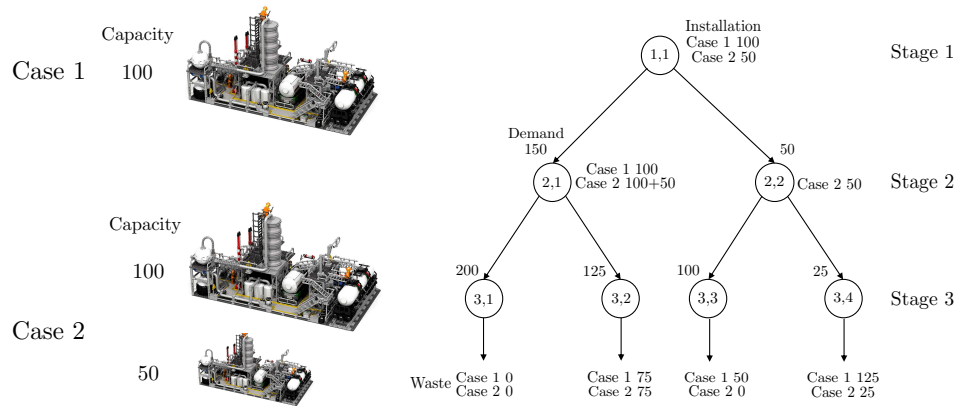 Capacity
Case 1
100
Capacity
100
Case 2
50
Installation
Case 1 100
Case 2 50
1,1
Stage 1
Demand
150
50
2,1
Case 1 100
Case 2 100+50
2,2
Case 2 50
Stage 2
200
125
100
25
3,1
3,2
3,3
3,4
Stage 3
Waste
Case 1 0
Case 2 0
Case 1 75
Case 2 75
Case 1 50
Case 2 0
Case 1 125
Case 2 25